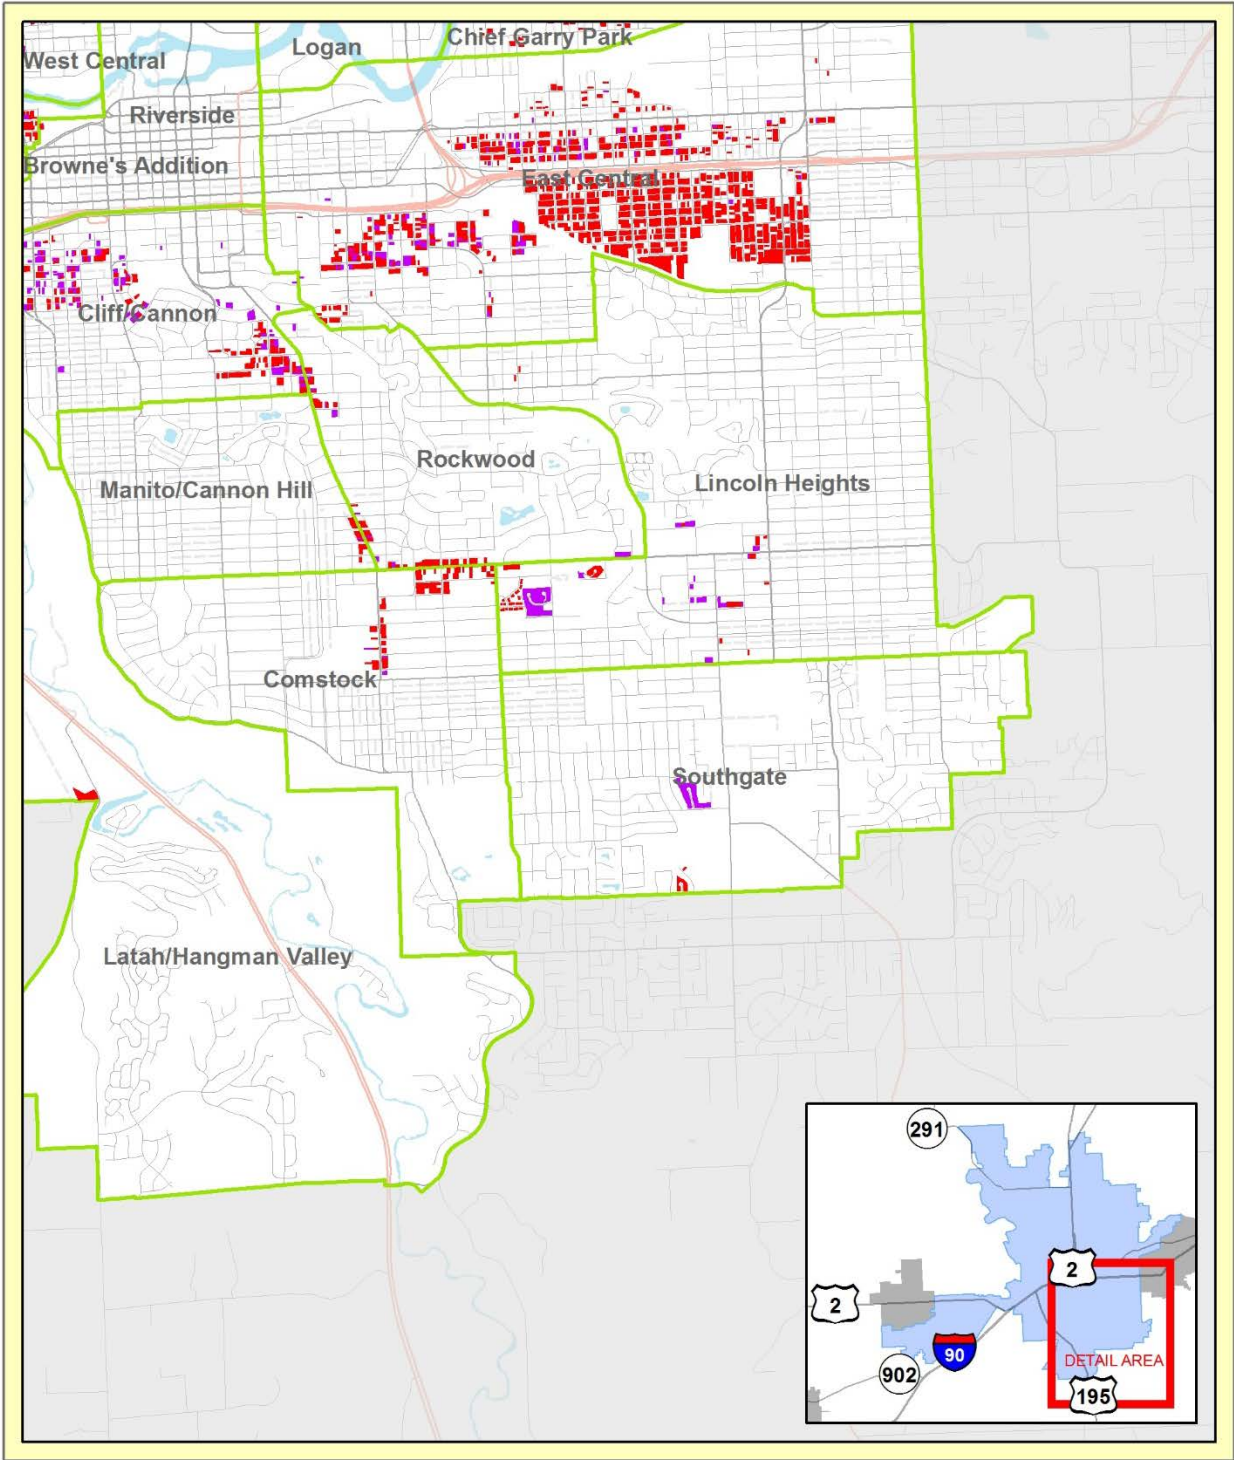 Logan
Chief Garry Park
West Central
Riverside
Browne's Addition
East Central
Cliff/Cannon
Rockwood
Manito/Cannon Hill
Lincoln Heights
Comstock
Southgate
Latah/Hangman Valley
291
2
2
90
DETAIL AREA
902
195